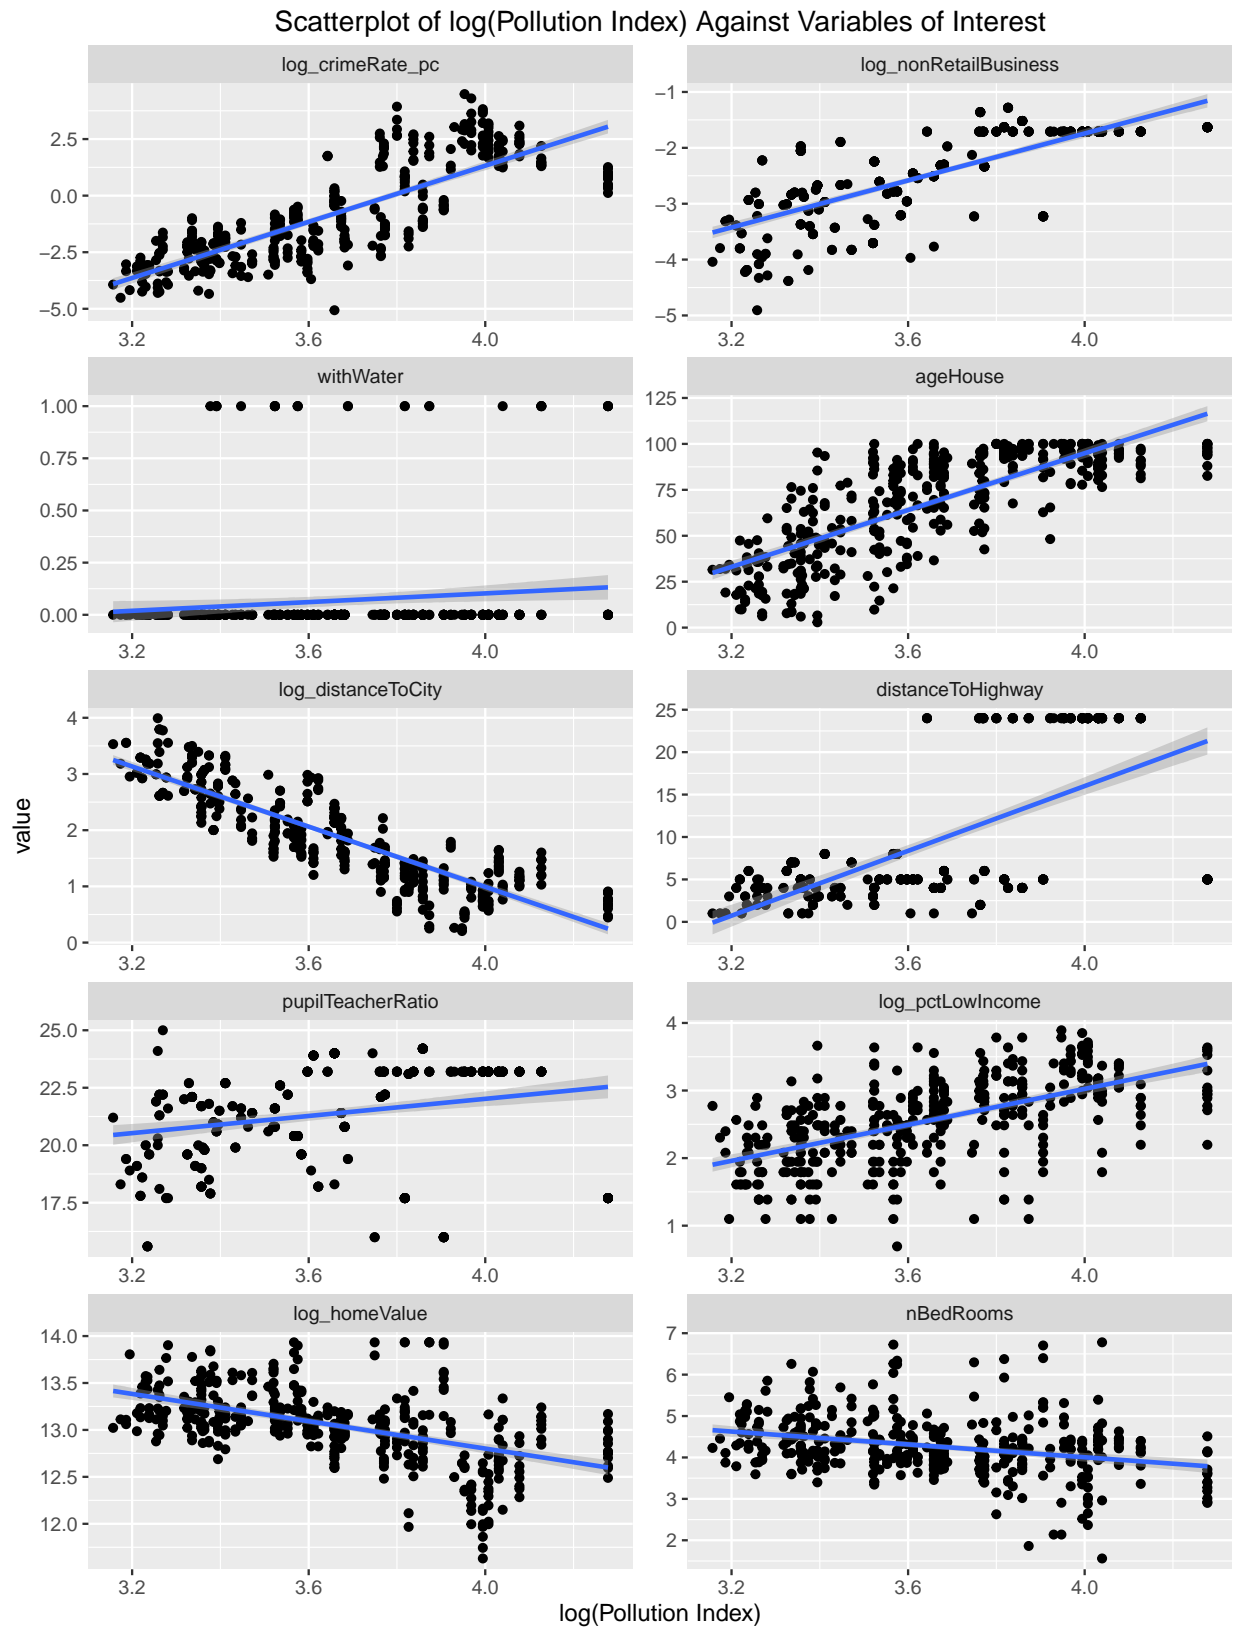 Scatterplot of log(Pollution Index) Against Variables of Interest
log_crimeRate_pc
log_nonRetailBusiness
2.5
0.0
−2.5
−5.0
3.2 3.6 4.0
−1
−2
−3
−4
−5
3.2 3.6 4.0
withWater
ageHouse
1.00
0.75
0.50
0.25
0.00
3.2 3.6 4.0
125
100
75
50
25
0
3.2 3.6 4.0
log_distanceToCity
distanceToHighway
4
3
2
1
0
3.2 3.6 4.0
25
20
15
10
5
0
3.2 3.6 4.0
value
pupilTeacherRatio
log_pctLowIncome
25.0
22.5
20.0
17.5
3.2 3.6 4.0
4
3
2
1
3.2 3.6 4.0
log_homeValue
nBedRooms
14.0
13.5
13.0
12.5
12.0
3.2 3.6 4.0
7
6
5
4
3
2
3.2 3.6 4.0
log(Pollution Index)